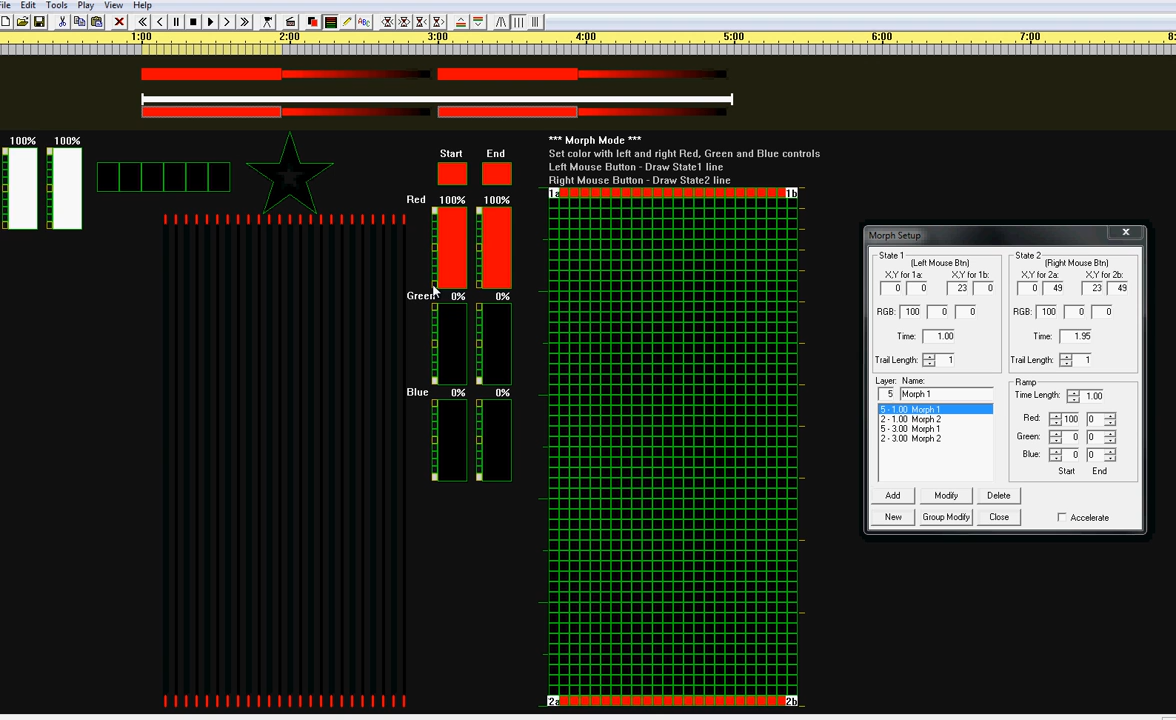 File Edit Tools Play View Help
ABC
1:00 2:00 3:00 4:00 5:00 6:00 7:00
100% 100%
Start End
Red 100% 100%
Green 0% 0%
Blue 0% 0%
*** Morph Mode ***
Set color with left and right Red, Green and Blue controls
Left Mouse Button - Draw State1 line
Right Mouse Button - Draw State2 line
1a 1b
2a 2b
Morph Setup
State 1
(Left Mouse Btn)
X,Y for 1a: X,Y for 1b:
0 0 23 0
RGB: 100 0 0
Time: 1.00
Trail Length: 1
State 2
(Right Mouse Btn)
X,Y for 2a: X,Y for 2b:
0 49 23 49
RGB: 100 0 0
Time: 1.95
Trail Length: 1
Layer: Name:
5 Morph 1
5 - 1.00 Morph 1
2 - 1.00 Morph 2
5 - 3.00 Morph 1
2 - 3.00 Morph 2
Ramp
Time Length: 1.00
Red: 100 0
Green: 0 0
Blue: 0 0
Start End
Add Modify Delete
New Group Modify Close
Accelerate